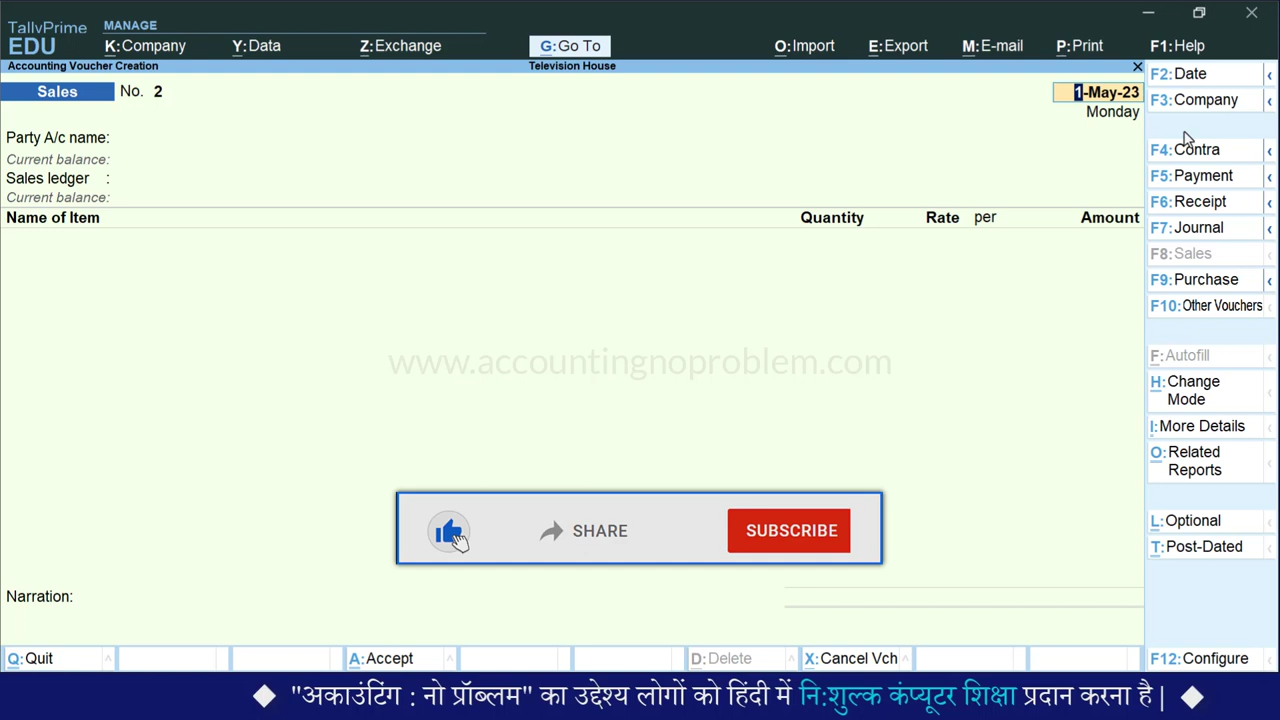 TallyPrime
EDU
MANAGE
K:Company Y:Data Z:Exchange G:Go To O:Import E:Export M:E-mail P:Print F1:Help
Accounting Voucher Creation Television House
Sales No. 2 1-May-23
Monday
Party A/c name:
Current balance:
Sales ledger :
Current balance:
Name of Item Quantity Rate per Amount
F2:Date
F3:Company
F4:Contra
F5:Payment
F6:Receipt
F7:Journal
F8:Sales
F9:Purchase
F10:Other Vouchers
F:Autofill
H:Change
Mode
I:More Details
O:Related
Reports
L:Optional
T:Post-Dated
www.accountingnoproblem.com
SHARE SUBSCRIBE
Narration:
Q:Quit A:Accept D:Delete X:Cancel Vch F12:Configure
"अकाउंटिंग : नो प्रॉब्लम" का उद्देश्य लोगों को हिंदी में नि:शुल्क कंप्यूटर शिक्षा प्रदान करना है|